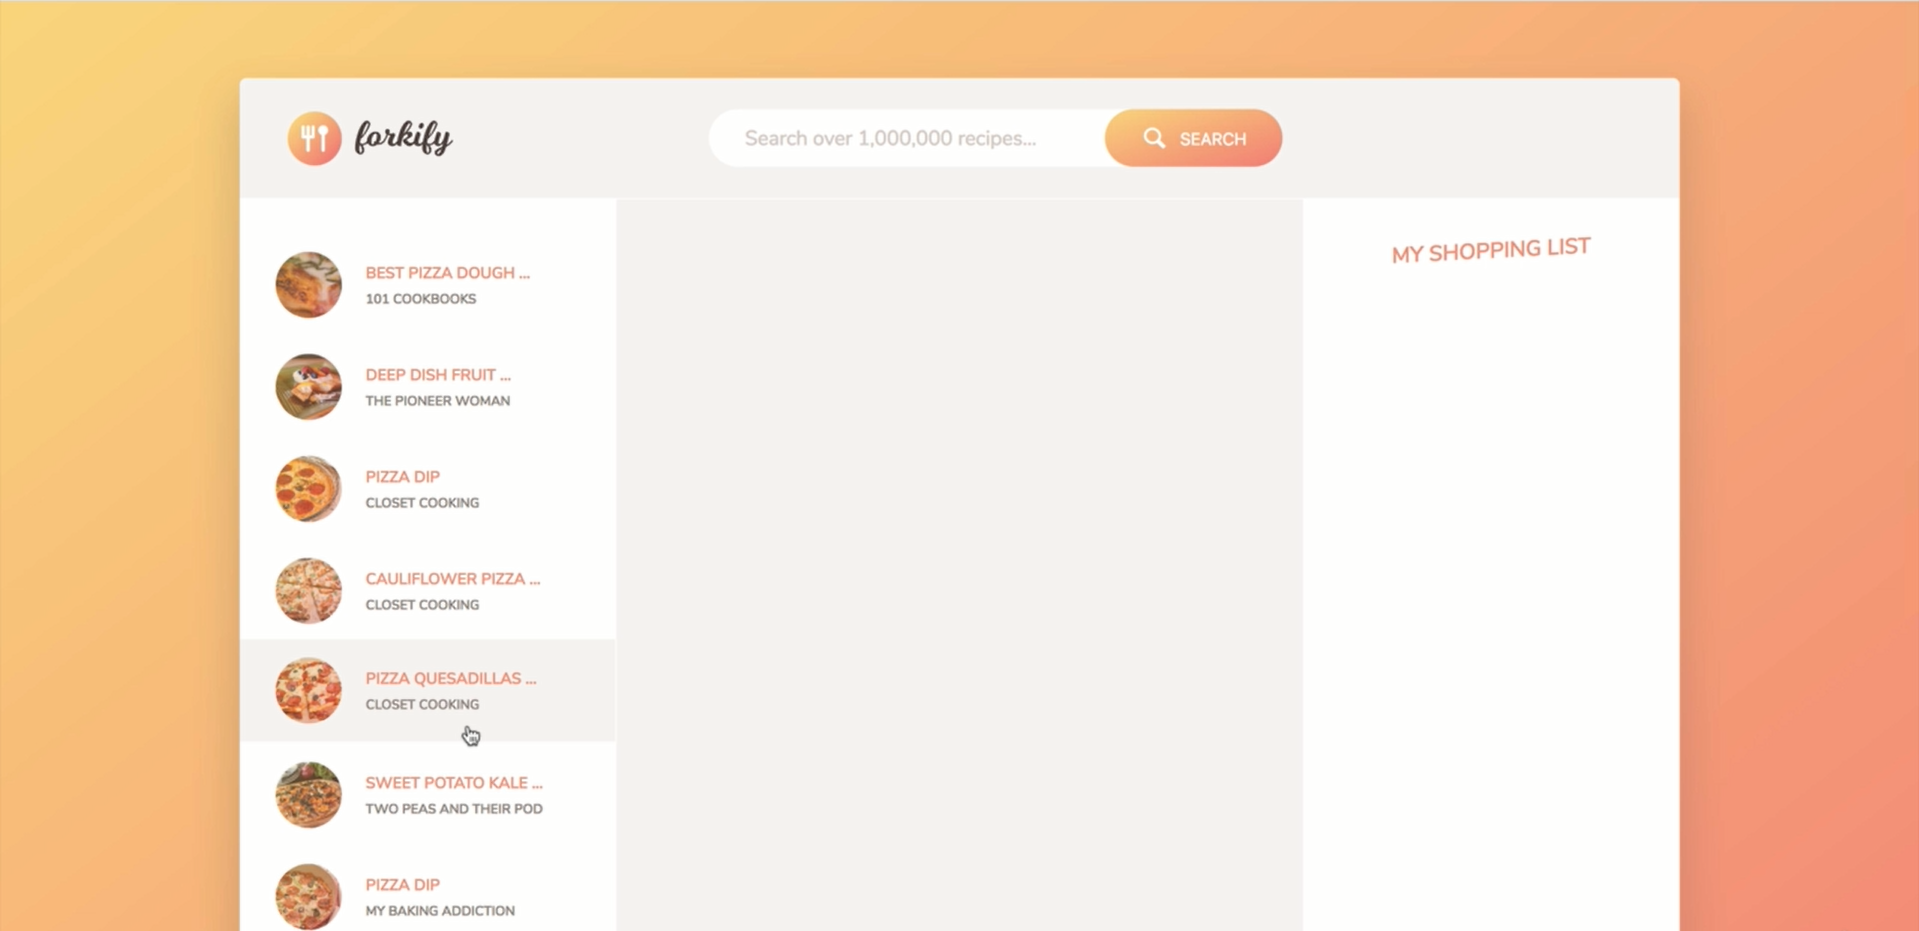 forkify
Search over 1,000,000 recipes...
SEARCH
BEST PIZZA DOUGH ...
101 COOKBOOKS
DEEP DISH FRUIT ...
THE PIONEER WOMAN
PIZZA DIP
CLOSET COOKING
CAULIFLOWER PIZZA ...
CLOSET COOKING
PIZZA QUESADILLAS ...
CLOSET COOKING
SWEET POTATO KALE ...
TWO PEAS AND THEIR POD
PIZZA DIP
MY BAKING ADDICTION
MY SHOPPING LIST